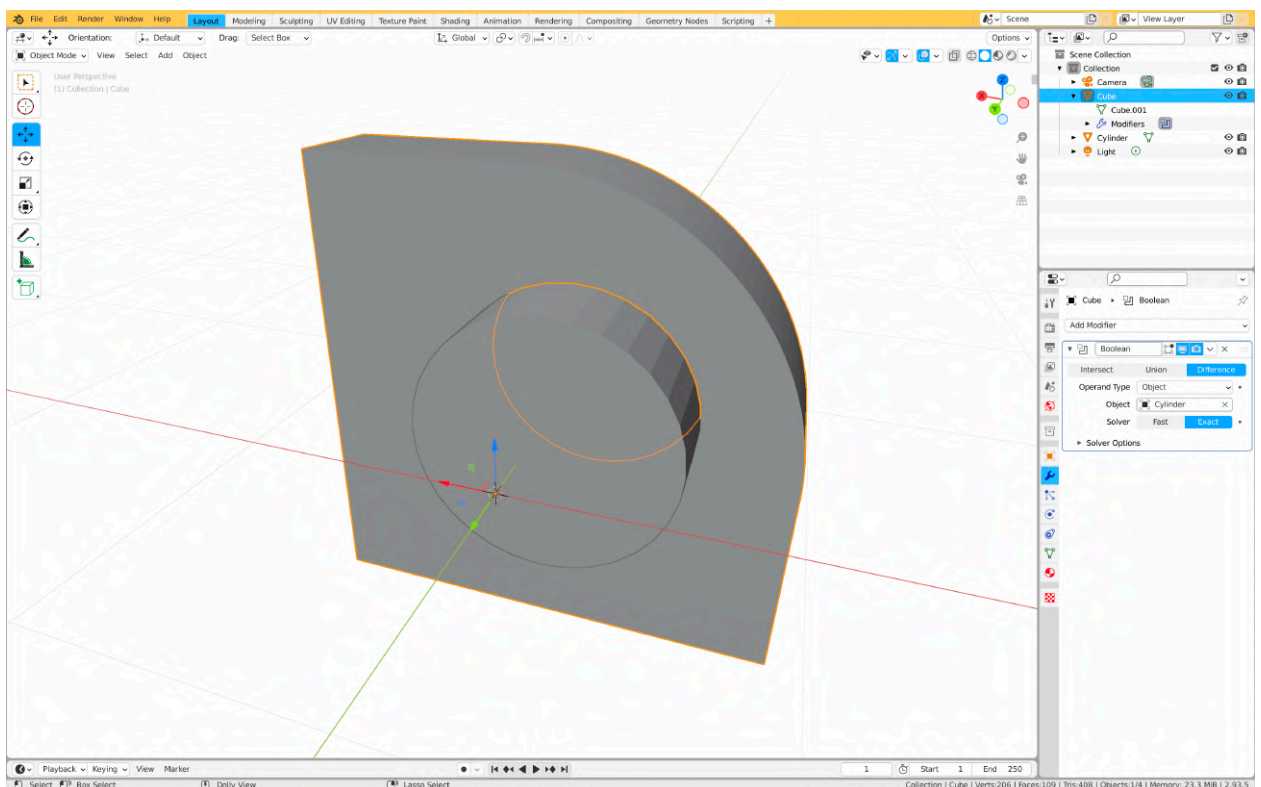 File Edit Render Window Help Layout Modeling Sculpting UV Editing Texture Paint Shading Animation Rendering Compositing Geometry Nodes Scripting + Scene View Layer
Orientation: Default Drag: Select Box Global Options
Object Mode View Select Add Object
User Perspective
(1) Collection | Cube
Z
X
Y
Scene Collection
Collection
Camera
Cube
Cube.001
Modifiers
Cylinder
Light
Cube Boolean
Add Modifier
Boolean
Intersect Union Difference
Operand Type Object
Object Cylinder
Solver Fast Exact
Solver Options
Playback Keying View Marker 1 Start 1 End 250
Select Box Select Dolly View Lasso Select Collection | Cube | Verts:206 | Faces:109 | Tris:408 | Objects:1/4 | Memory: 23.3 MiB | 2.93.5